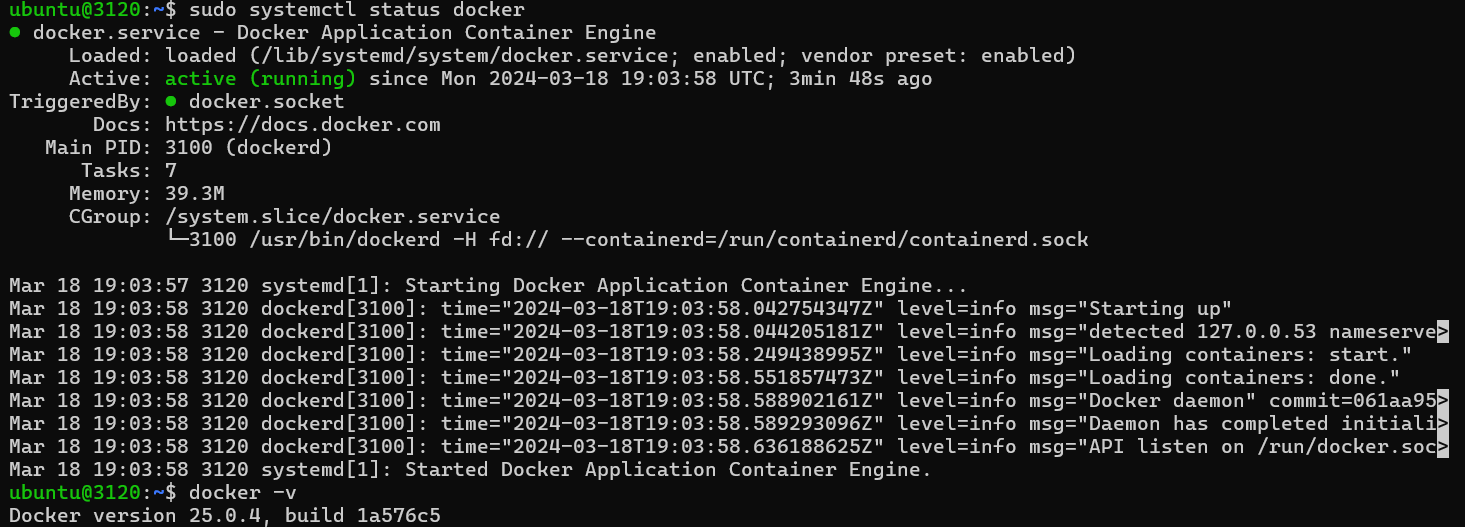 ubuntu@3120:~$ sudo systemctl status docker
● docker.service - Docker Application Container Engine
     Loaded: loaded (/lib/systemd/system/docker.service; enabled; vendor preset: enabled)
     Active: active (running) since Mon 2024-03-18 19:03:58 UTC; 3min 48s ago
TriggeredBy: ● docker.socket
       Docs: https://docs.docker.com
   Main PID: 3100 (dockerd)
      Tasks: 7
     Memory: 39.3M
     CGroup: /system.slice/docker.service
             └─3100 /usr/bin/dockerd -H fd:// --containerd=/run/containerd/containerd.sock

Mar 18 19:03:57 3120 systemd[1]: Starting Docker Application Container Engine...
Mar 18 19:03:58 3120 dockerd[3100]: time="2024-03-18T19:03:58.042754347Z" level=info msg="Starting up"
Mar 18 19:03:58 3120 dockerd[3100]: time="2024-03-18T19:03:58.044205181Z" level=info msg="detected 127.0.0.53 nameserve>
Mar 18 19:03:58 3120 dockerd[3100]: time="2024-03-18T19:03:58.249438995Z" level=info msg="Loading containers: start."
Mar 18 19:03:58 3120 dockerd[3100]: time="2024-03-18T19:03:58.551857473Z" level=info msg="Loading containers: done."
Mar 18 19:03:58 3120 dockerd[3100]: time="2024-03-18T19:03:58.588902161Z" level=info msg="Docker daemon" commit=061aa95>
Mar 18 19:03:58 3120 dockerd[3100]: time="2024-03-18T19:03:58.589293096Z" level=info msg="Daemon has completed initiali>
Mar 18 19:03:58 3120 dockerd[3100]: time="2024-03-18T19:03:58.636188625Z" level=info msg="API listen on /run/docker.soc>
Mar 18 19:03:58 3120 systemd[1]: Started Docker Application Container Engine.
ubuntu@3120:~$ docker -v
Docker version 25.0.4, build 1a576c5